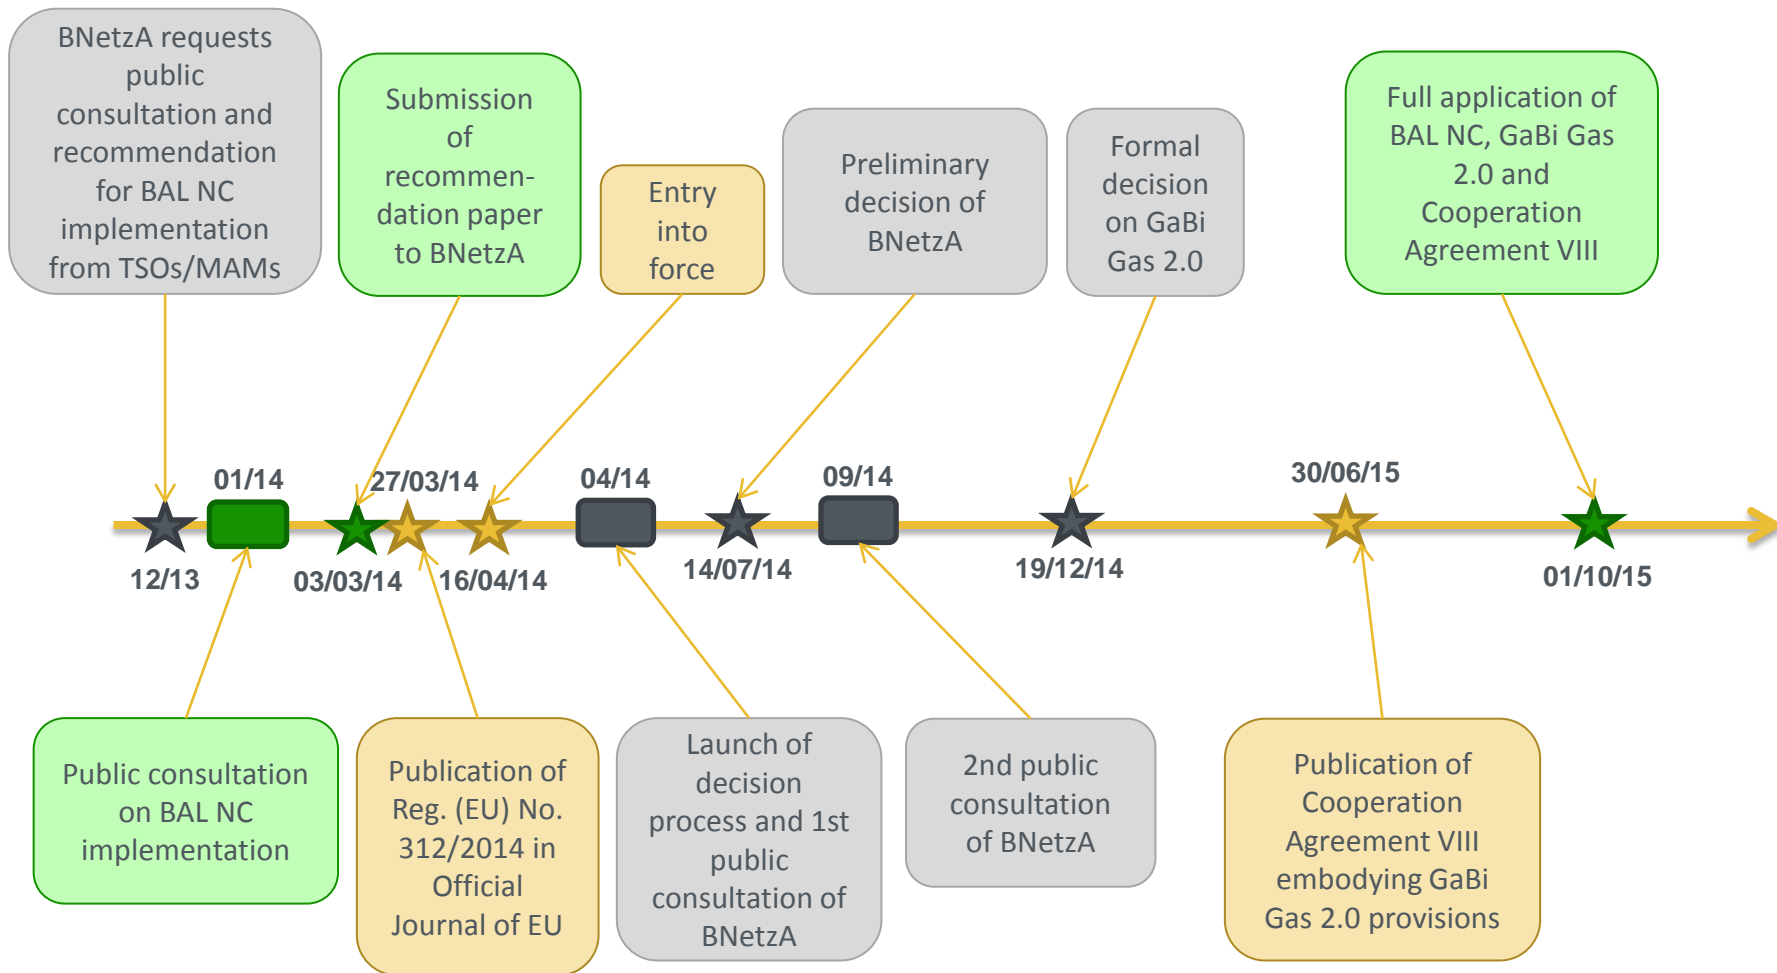 BNetzA requests
public
consultation and
recommendation
for BAL NC
implementation
from TSOs/MAMs
Submission
of
recommen-
dation paper
to BNetzA
Entry
into
force
Preliminary
decision of
BNetzA
Formal
decision
on GaBi
Gas 2.0
Full application of
BAL NC, GaBi Gas
2.0 and
Cooperation
Agreement VIII
01/14
27/03/14
04/14
09/14
30/06/15
12/13
03/03/14
16/04/14
14/07/14
19/12/14
01/10/15
Public consultation
on BAL NC
implementation
Publication of
Reg. (EU) No.
312/2014 in
Official
Journal of EU
Launch of
decision
process and 1st
public
consultation of
BNetzA
2nd public
consultation
of BNetzA
Publication of
Cooperation
Agreement VIII
embodying GaBi
Gas 2.0 provisions